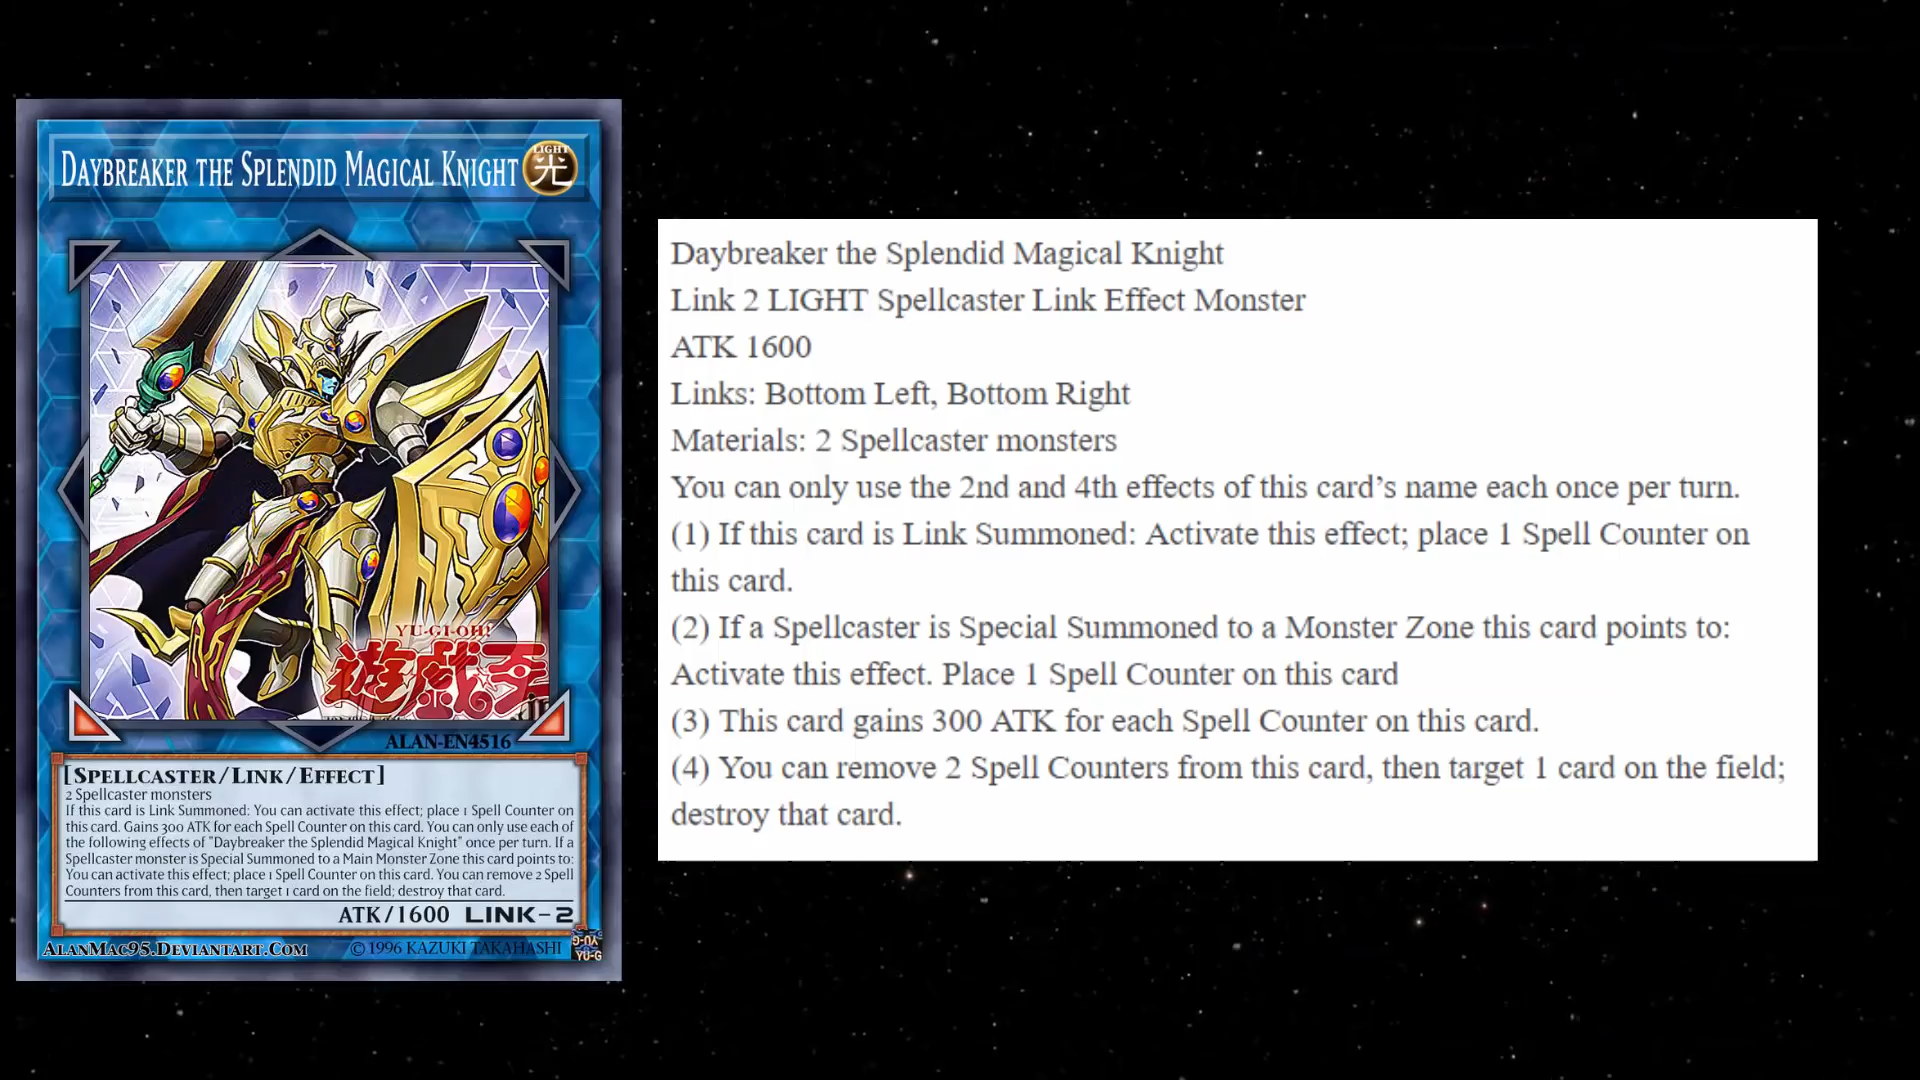 DAYBREAKER THE SPLENDID MAGICAL KNIGHT
LIGHT
光
YU-GI-OH!
遊戯王
ALAN-EN4516
[SPELLCASTER/LINK/EFFECT]
2 Spellcaster monsters
If this card is Link Summoned: You can activate this effect; place 1 Spell Counter on
this card. Gains 300 ATK for each Spell Counter on this card. You can only use each of
the following effects of "Daybreaker the Splendid Magical Knight" once per turn. If a
Spellcaster monster is Special Summoned to a Main Monster Zone this card points to:
You can activate this effect; place 1 Spell Counter on this card. You can remove 2 Spell
Counters from this card, then target 1 card on the field; destroy that card.
ATK/1600 LINK-2
ALANMAC95.DEVIANTART.COM
©1996 KAZUKI TAKAHASHI
Daybreaker the Splendid Magical Knight
Link 2 LIGHT Spellcaster Link Effect Monster
ATK 1600
Links: Bottom Left, Bottom Right
Materials: 2 Spellcaster monsters
You can only use the 2nd and 4th effects of this card’s name each once per turn.
(1) If this card is Link Summoned: Activate this effect; place 1 Spell Counter on
this card.
(2) If a Spellcaster is Special Summoned to a Monster Zone this card points to:
Activate this effect. Place 1 Spell Counter on this card
(3) This card gains 300 ATK for each Spell Counter on this card.
(4) You can remove 2 Spell Counters from this card, then target 1 card on the field;
destroy that card.